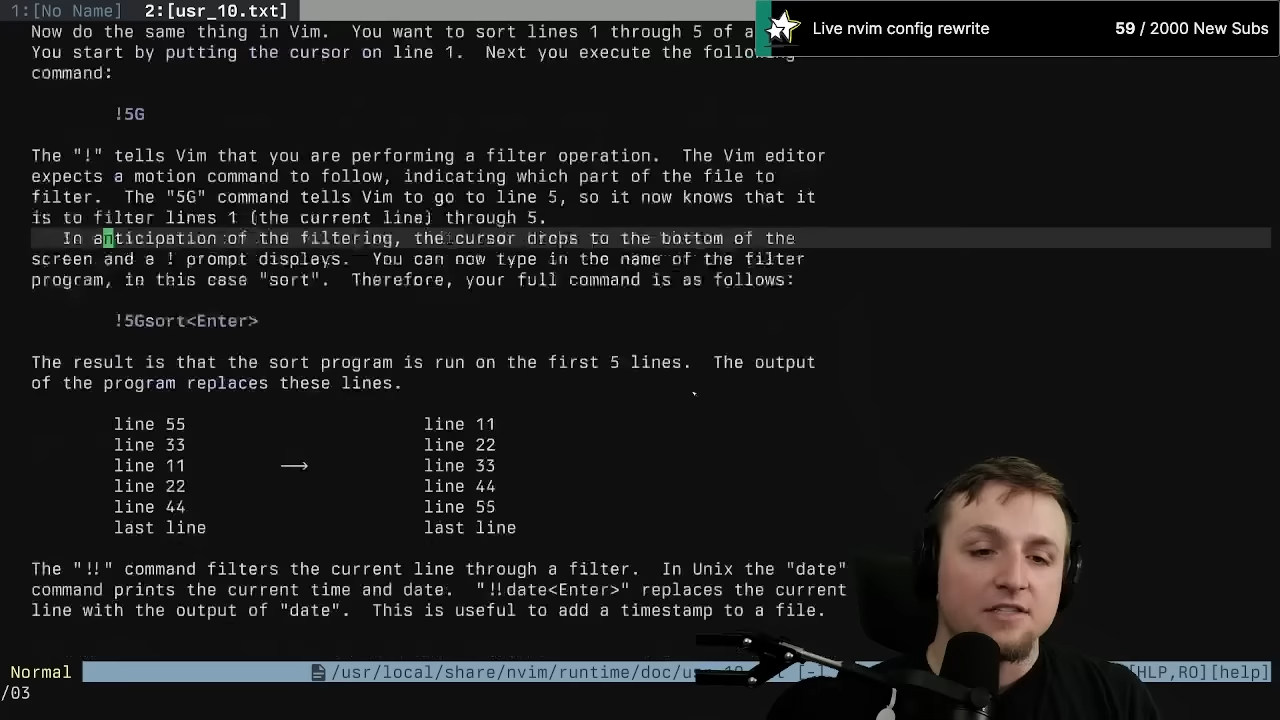 1:[No Name]  2:[usr_10.txt]
Live nvim config rewrite
59 / 2000 New Subs
Now do the same thing in Vim.  You want to sort lines 1 through 5 of a
You start by putting the cursor on line 1.  Next you execute the following
command:
!5G
The "!" tells Vim that you are performing a filter operation.  The Vim editor
expects a motion command to follow, indicating which part of the file to
filter.  The "5G" command tells Vim to go to line 5, so it now knows that it
is to filter lines 1 (the current line) through 5.
In anticipation of the filtering, the cursor drops to the bottom of the
screen and a ! prompt displays.  You can now type in the name of the filter
program, in this case "sort".  Therefore, your full command is as follows:
!5Gsort<Enter>
The result is that the sort program is run on the first 5 lines.  The output
of the program replaces these lines.
line 55    line 11
line 33    line 22
line 11  →  line 33
line 22    line 44
line 44    line 55
last line    last line
The "!!" command filters the current line through a filter.  In Unix the "date"
command prints the current time and date.  "!!date<Enter>" replaces the current
line with the output of "date".  This is useful to add a timestamp to a file.
Normal  /usr/local/share/nvim/runtime/doc/us [-] [HLP,RO][help]
/03